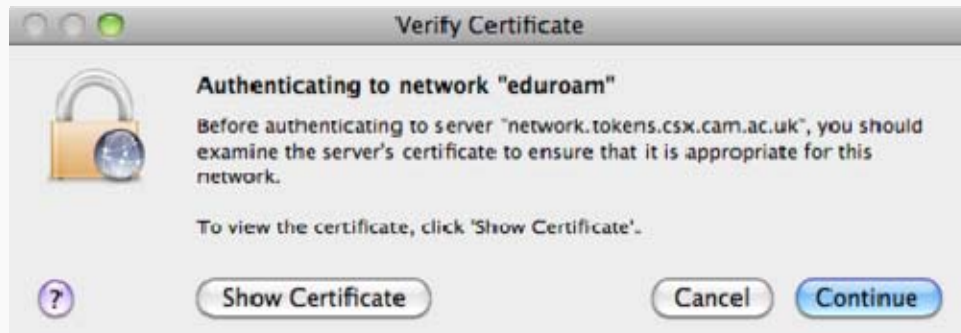 Verify Certificate
Authenticating to network "eduroam"
Before authenticating to server "network.tokens.csx.cam.ac.uk", you should
examine the server's certificate to ensure that it is appropriate for this
network.
To view the certificate, click 'Show Certificate'.
?
Show Certificate
Cancel
Continue